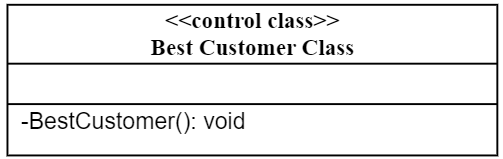 <<control class>>
Best Customer Class
-BestCustomer(): void